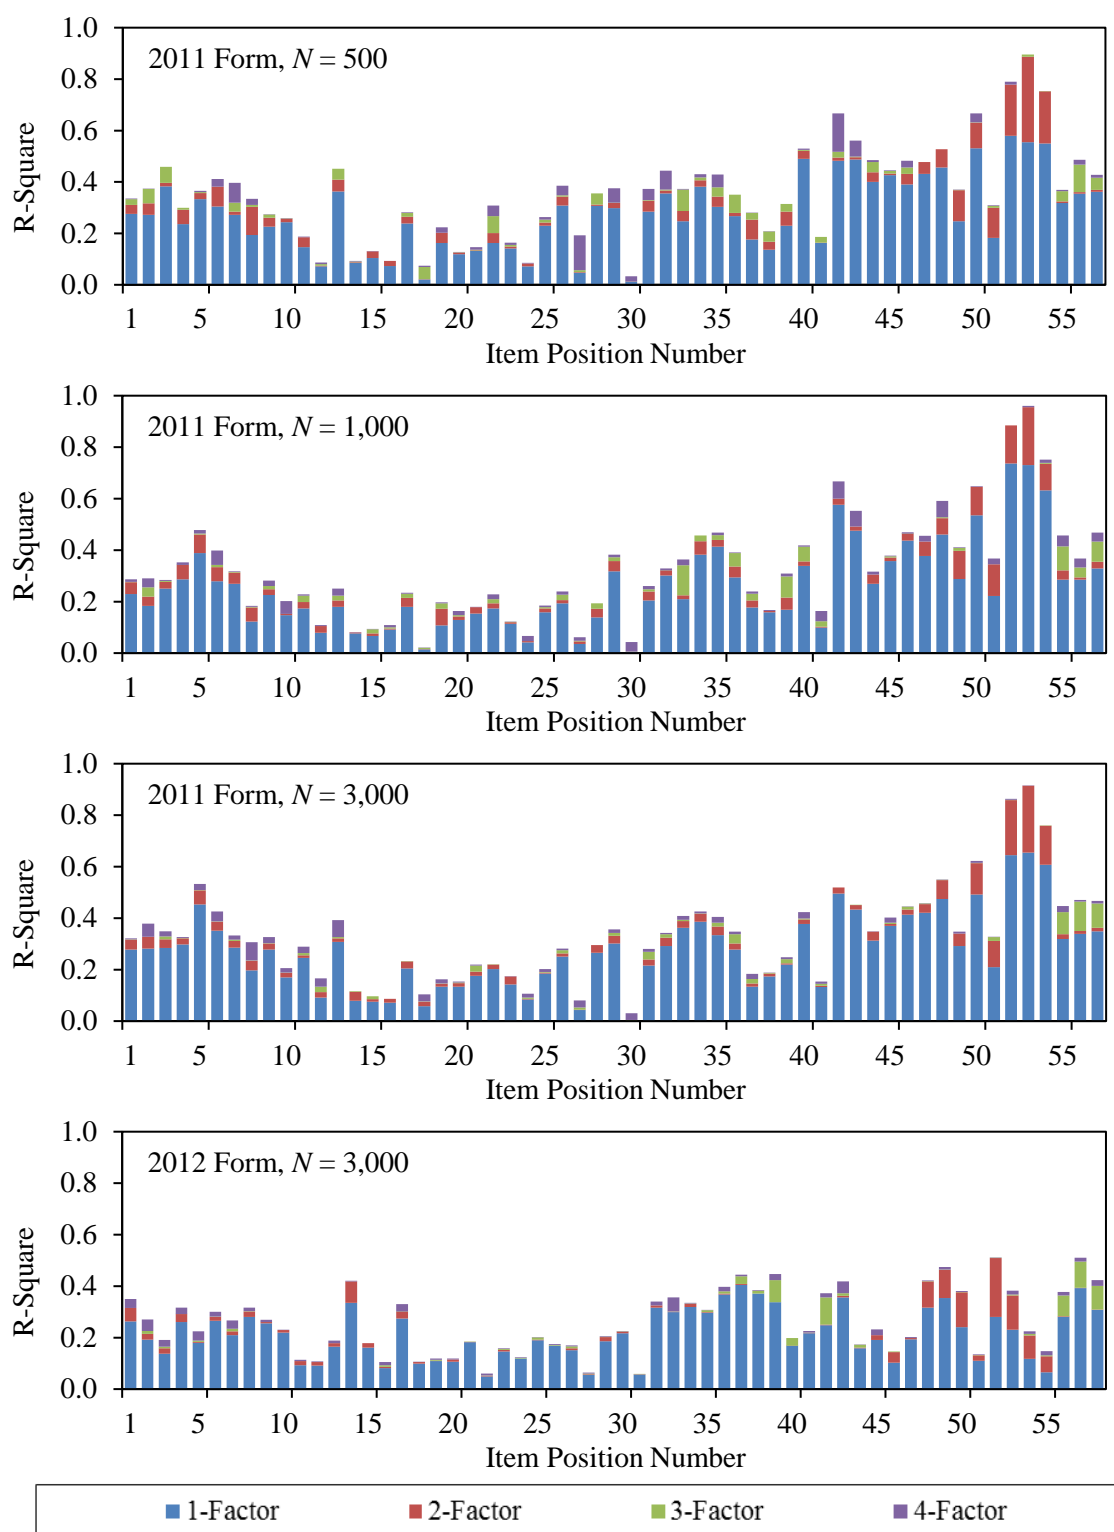 1.0
2011 Form, N = 500
0.8
0.6
0.4
0.2
0.0
R-Square
1 5 10 15 20 25 30 35 40 45 50 55
Item Position Number
1.0
2011 Form, N = 1,000
0.8
0.6
0.4
0.2
0.0
R-Square
1 5 10 15 20 25 30 35 40 45 50 55
Item Position Number
1.0
2011 Form, N = 3,000
0.8
0.6
0.4
0.2
0.0
R-Square
1 5 10 15 20 25 30 35 40 45 50 55
Item Position Number
1.0
2012 Form, N = 3,000
0.8
0.6
0.4
0.2
0.0
R-Square
1 5 10 15 20 25 30 35 40 45 50 55
Item Position Number
1-Factor 2-Factor 3-Factor 4-Factor